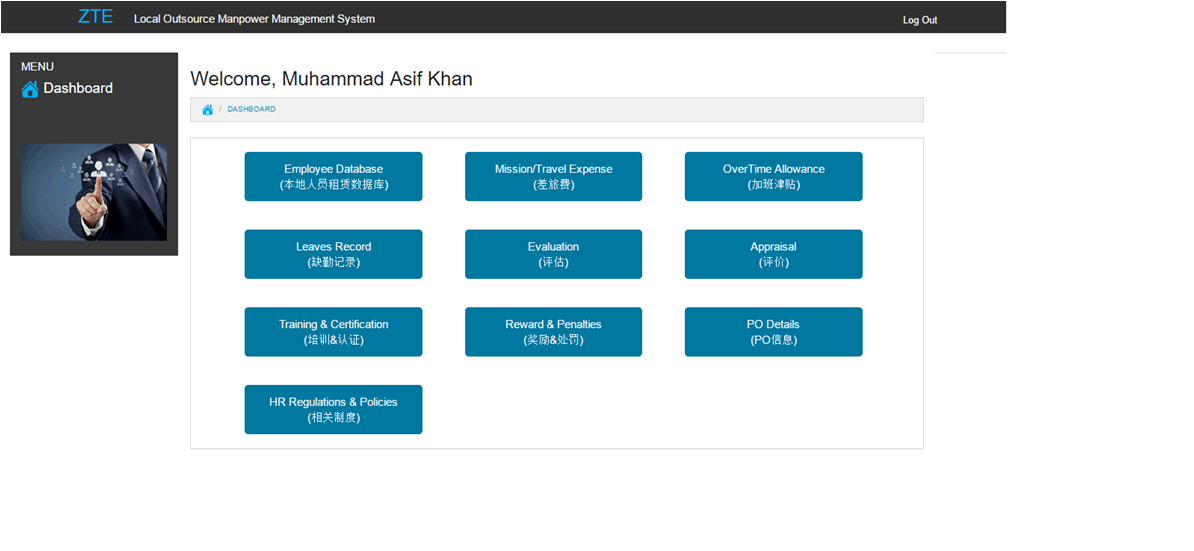 ZTE Local Outsource Manpower Management System Log Out
MENU
Dashboard
Welcome, Muhammad Asif Khan
/ DASHBOARD
Employee Database
(本地人员租赁数据库)
Mission/Travel Expense
(差旅费)
OverTime Allowance
(加班津贴)
Leaves Record
(缺勤记录)
Evaluation
(评估)
Appraisal
(评价)
Training & Certification
(培训&认证)
Reward & Penalties
(奖励&处罚)
PO Details
(PO信息)
HR Regulations & Policies
(相关制度)